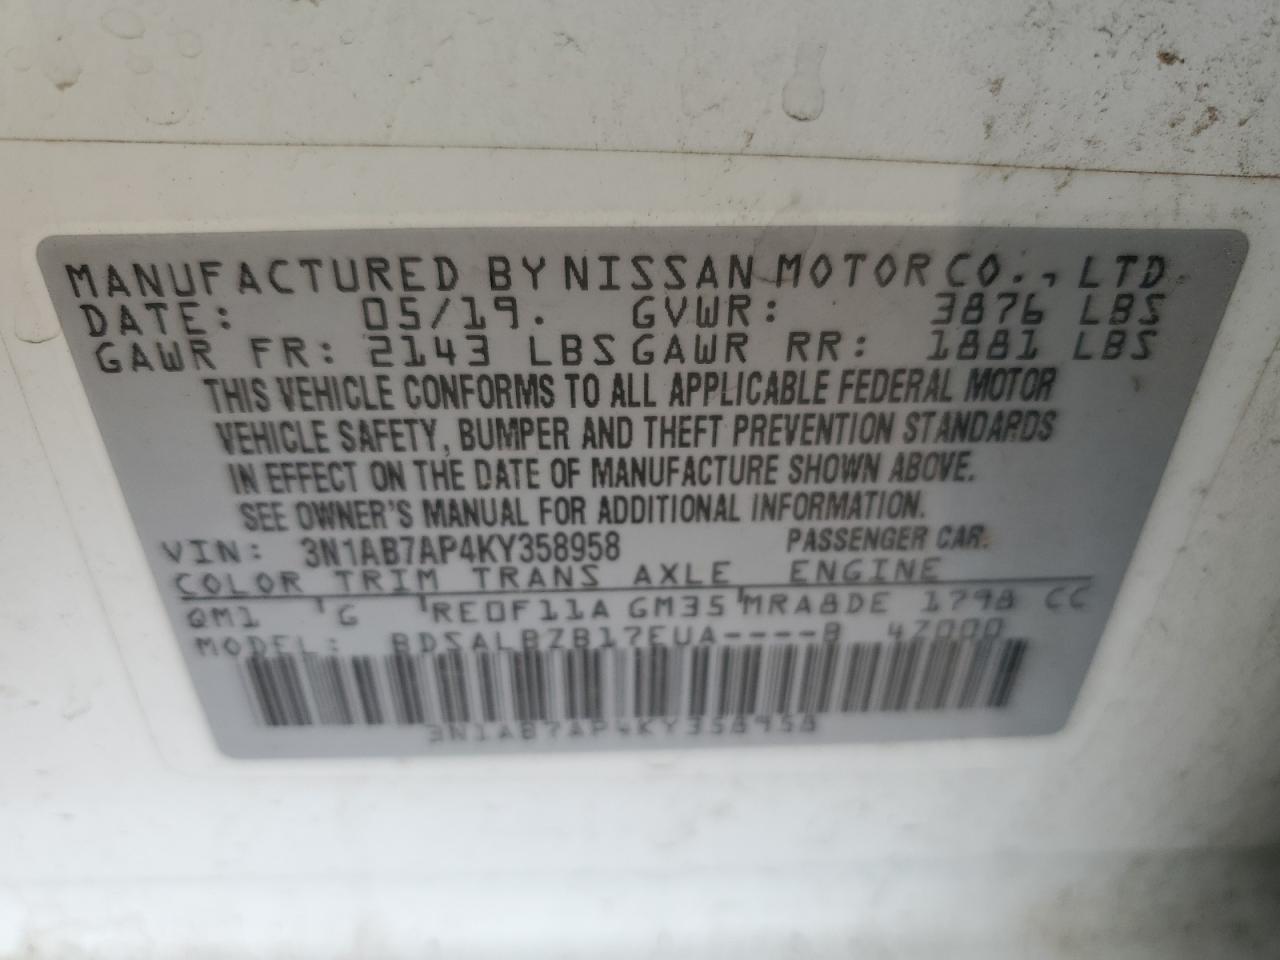 MANUFACTURED BY NISSAN MOTOR CO., LTD
DATE: 05/19. GVWR: 3876 LBS
GAWR FR: 2143 LBS GAWR RR: 1881 LBS
THIS VEHICLE CONFORMS TO ALL APPLICABLE FEDERAL MOTOR
VEHICLE SAFETY, BUMPER AND THEFT PREVENTION STANDARDS
IN EFFECT ON THE DATE OF MANUFACTURE SHOWN ABOVE.
SEE OWNER'S MANUAL FOR ADDITIONAL INFORMATION.
VIN: 3N1AB7AP4KY358958 PASSENGER CAR.
COLOR TRIM TRANS AXLE ENGINE
QM1 G RE0F11A GM35 MRA8DE 1798 CC
MODEL: BDSALBZB17EUA----B 47000
3N1AB7AP4KY358958